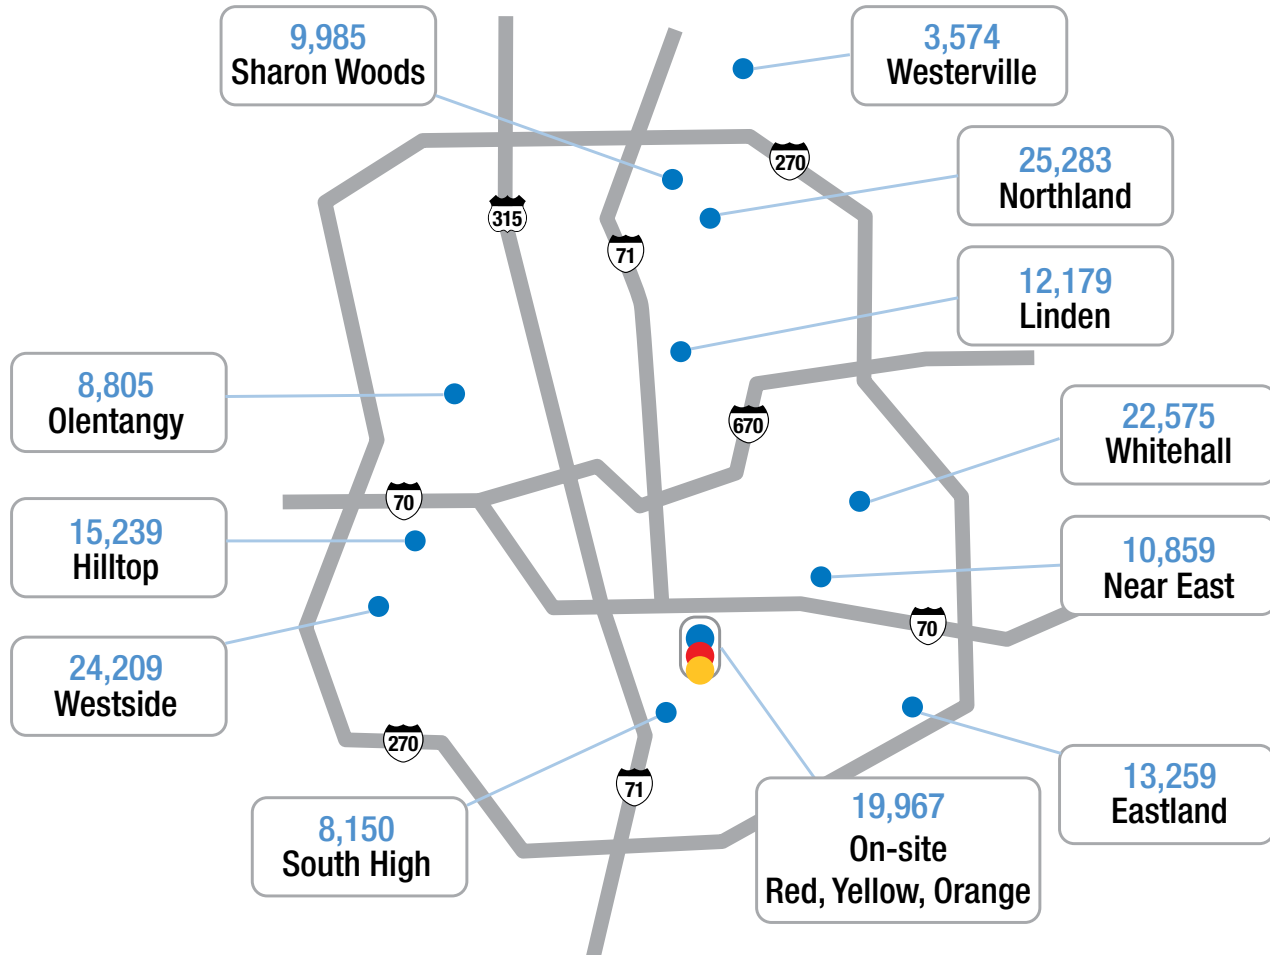 9,985
Sharon Woods
3,574
Westerville
270
25,283
Northland
315
71
12,179
Linden
8,805
Olentangy
670
22,575
Whitehall
70
15,239
Hilltop
10,859
Near East
70
24,209
Westside
270
71
13,259
Eastland
8,150
South High
19,967
On-site
Red, Yellow, Orange